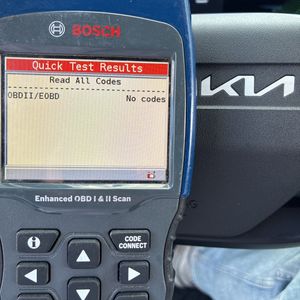 BOSCH
Quick Test Results
Read All Codes
OBDII/EOBD No codes
KIA
Enhanced OBD I & II Scan
CODE
CONNECT